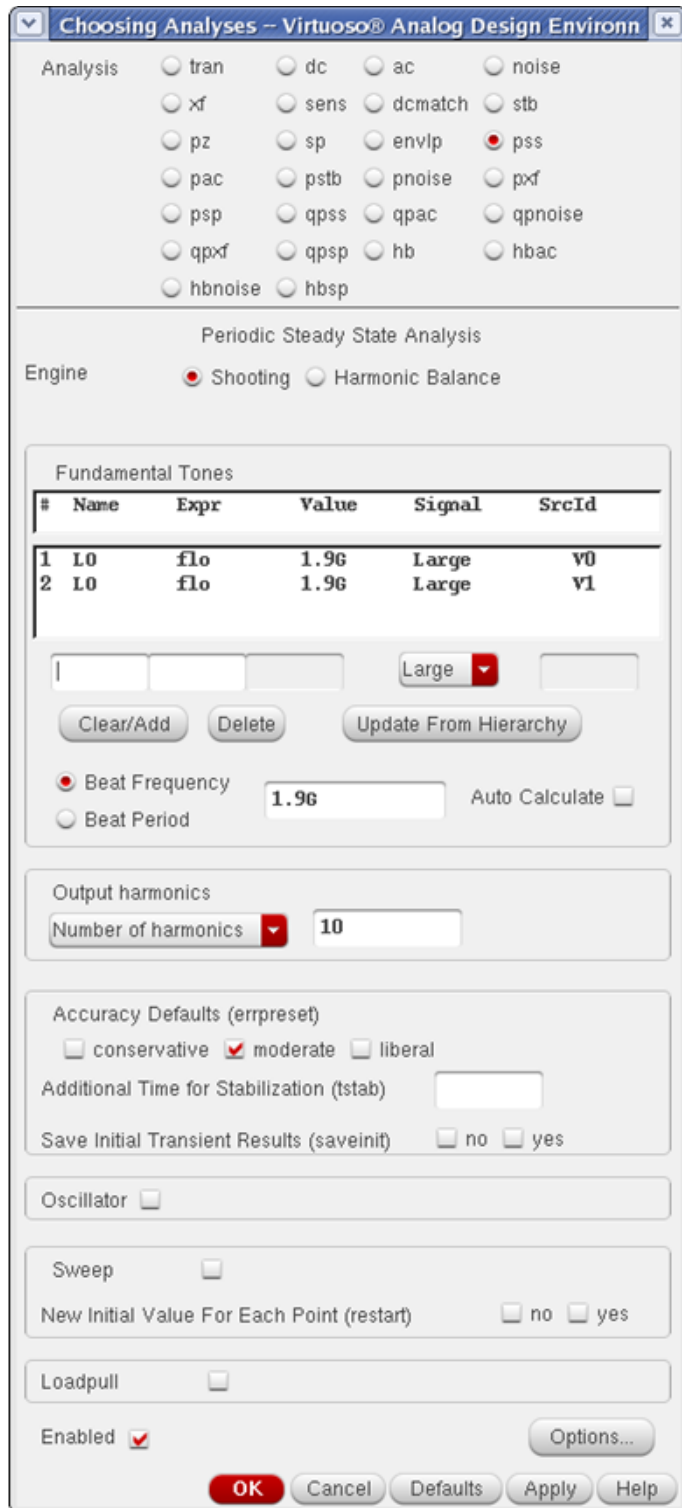 Choosing Analyses -- Virtuoso® Analog Design Environn
Analysis tran dc ac noise
xf sens dcmatch stb
pz sp envlp pss
pac pstb pnoise pxf
psp qpss qpac qpnoise
qpxf qpsp hb hbac
hbnoise hbsp
Periodic Steady State Analysis
Engine Shooting Harmonic Balance
Fundamental Tones
# Name Expr Value Signal SrcId
1 LO flo 1.9G Large V0
2 LO flo 1.9G Large V1
Large
Clear/Add Delete Update From Hierarchy
Beat Frequency 1.9G Auto Calculate
Beat Period
Output harmonics
Number of harmonics 10
Accuracy Defaults (errpreset)
conservative moderate liberal
Additional Time for Stabilization (tstab)
Save Initial Transient Results (saveinit) no yes
Oscillator
Sweep
New Initial Value For Each Point (restart) no yes
Loadpull
Enabled Options...
OK Cancel Defaults Apply Help